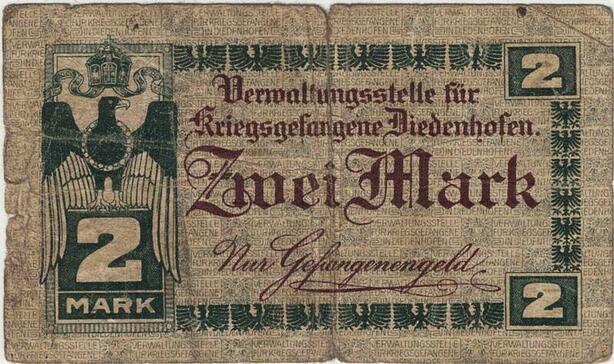 2
Verwaltungsstelle für
Kriegsgefangene Diedenhofen.
Zwei Mark
Nur Gefangenengeld
2
MARK
2